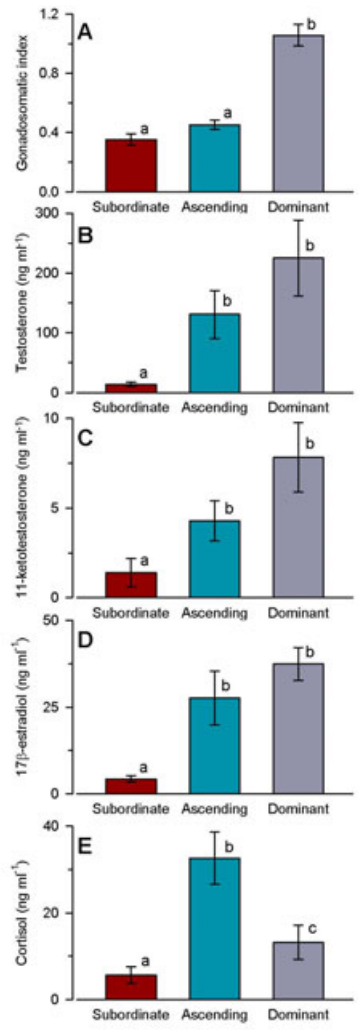 A
Gonadosomatic index
1.2
0.8
0.4
0.0
a
a
b
Subordinate Ascending Dominant
B
Testosterone (ng ml⁻¹)
300
200
100
0
a
b
b
Subordinate Ascending Dominant
C
11-ketotestosterone (ng ml⁻¹)
10
5
0
a
b
b
Subordinate Ascending Dominant
D
17β-estradiol (ng ml⁻¹)
50
25
0
a
b
b
Subordinate Ascending Dominant
E
Cortisol (ng ml⁻¹)
40
20
0
a
b
c
Subordinate Ascending Dominant